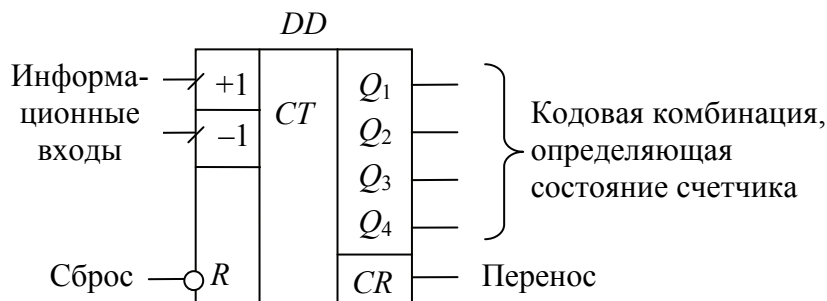 DD
Информа-
ционные
входы
+1
–1
CT
Q1
Q2
Q3
Q4
Кодовая комбинация,
определяющая
состояние счетчика
Сброс
R
CR
Перенос